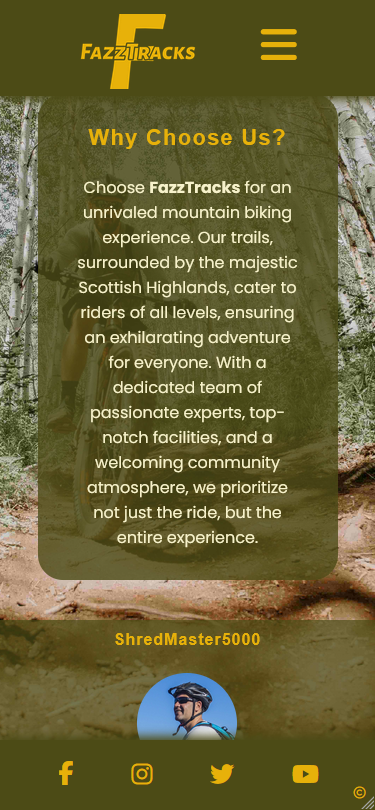 FazzTracks
Why Choose Us?
Choose FazzTracks for an
unrivaled mountain biking
experience. Our trails,
surrounded by the majestic
Scottish Highlands, cater to
riders of all levels, ensuring
an exhilarating adventure
for everyone. With a
dedicated team of
passionate experts, top-
notch facilities, and a
welcoming community
atmosphere, we prioritize
not just the ride, but the
entire experience.
ShredMaster5000
©